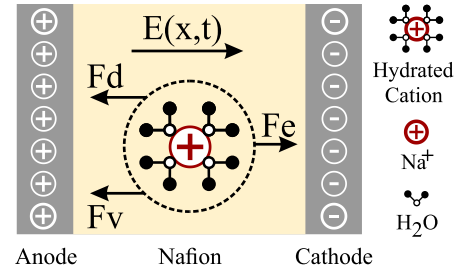 E(x,t)
Fd
Fe
Fv
Anode
Nafion
Cathode
Hydrated
Cation
Na+
H2O